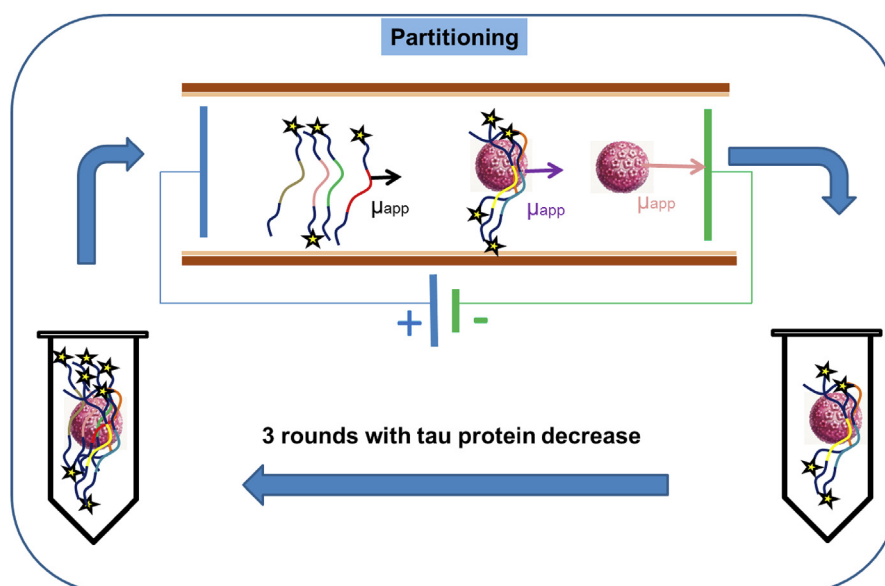 Partitioning
μapp
μapp
μapp
+
-
3 rounds with tau protein decrease